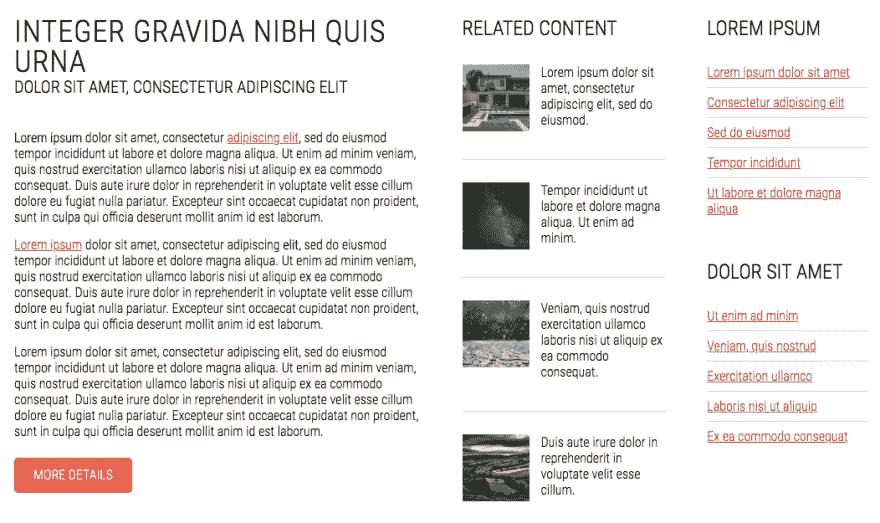 INTEGER GRAVIDA NIBH QUIS
URNA
DOLOR SIT AMET, CONSECTETUR ADIPISCING ELIT
Lorem ipsum dolor sit amet, consectetur adipiscing elit, sed do eiusmod
tempor incididunt ut labore et dolore magna aliqua. Ut enim ad minim veniam,
quis nostrud exercitation ullamco laboris nisi ut aliquip ex ea commodo
consequat. Duis aute irure dolor in reprehenderit in voluptate velit esse cillum
dolore eu fugiat nulla pariatur. Excepteur sint occaecat cupidatat non proident,
sunt in culpa qui officia deserunt mollit anim id est laborum.
Lorem ipsum dolor sit amet, consectetur adipiscing elit, sed do eiusmod
tempor incididunt ut labore et dolore magna aliqua. Ut enim ad minim veniam,
quis nostrud exercitation ullamco laboris nisi ut aliquip ex ea commodo
consequat. Duis aute irure dolor in reprehenderit in voluptate velit esse cillum
dolore eu fugiat nulla pariatur. Excepteur sint occaecat cupidatat non proident,
sunt in culpa qui officia deserunt mollit anim id est laborum.
Lorem ipsum dolor sit amet, consectetur adipiscing elit, sed do eiusmod
tempor incididunt ut labore et dolore magna aliqua. Ut enim ad minim veniam,
quis nostrud exercitation ullamco laboris nisi ut aliquip ex ea commodo
consequat. Duis aute irure dolor in reprehenderit in voluptate velit esse cillum
dolore eu fugiat nulla pariatur. Excepteur sint occaecat cupidatat non proident,
sunt in culpa qui officia deserunt mollit anim id est laborum.
MORE DETAILS
RELATED CONTENT
Lorem ipsum dolor sit
amet, consectetur
adipiscing elit, sed do
eiusmod.
Tempor incididunt ut
labore et dolore magna
aliqua. Ut enim ad
minim.
Veniam, quis nostrud
exercitation ullamco
laboris nisi ut aliquip ex
ea commodo
consequat.
Duis aute irure dolor in
reprehenderit in
voluptate velit esse
cillum.
LOREM IPSUM
Lorem ipsum dolor sit amet
Consectetur adipiscing elit
Sed do eiusmod
Tempor incididunt
Ut labore et dolore magna
aliqua
DOLOR SIT AMET
Ut enim ad minim
Veniam, quis nostrud
Exercitation ullamco
Laboris nisi ut aliquip
Ex ea commodo consequat